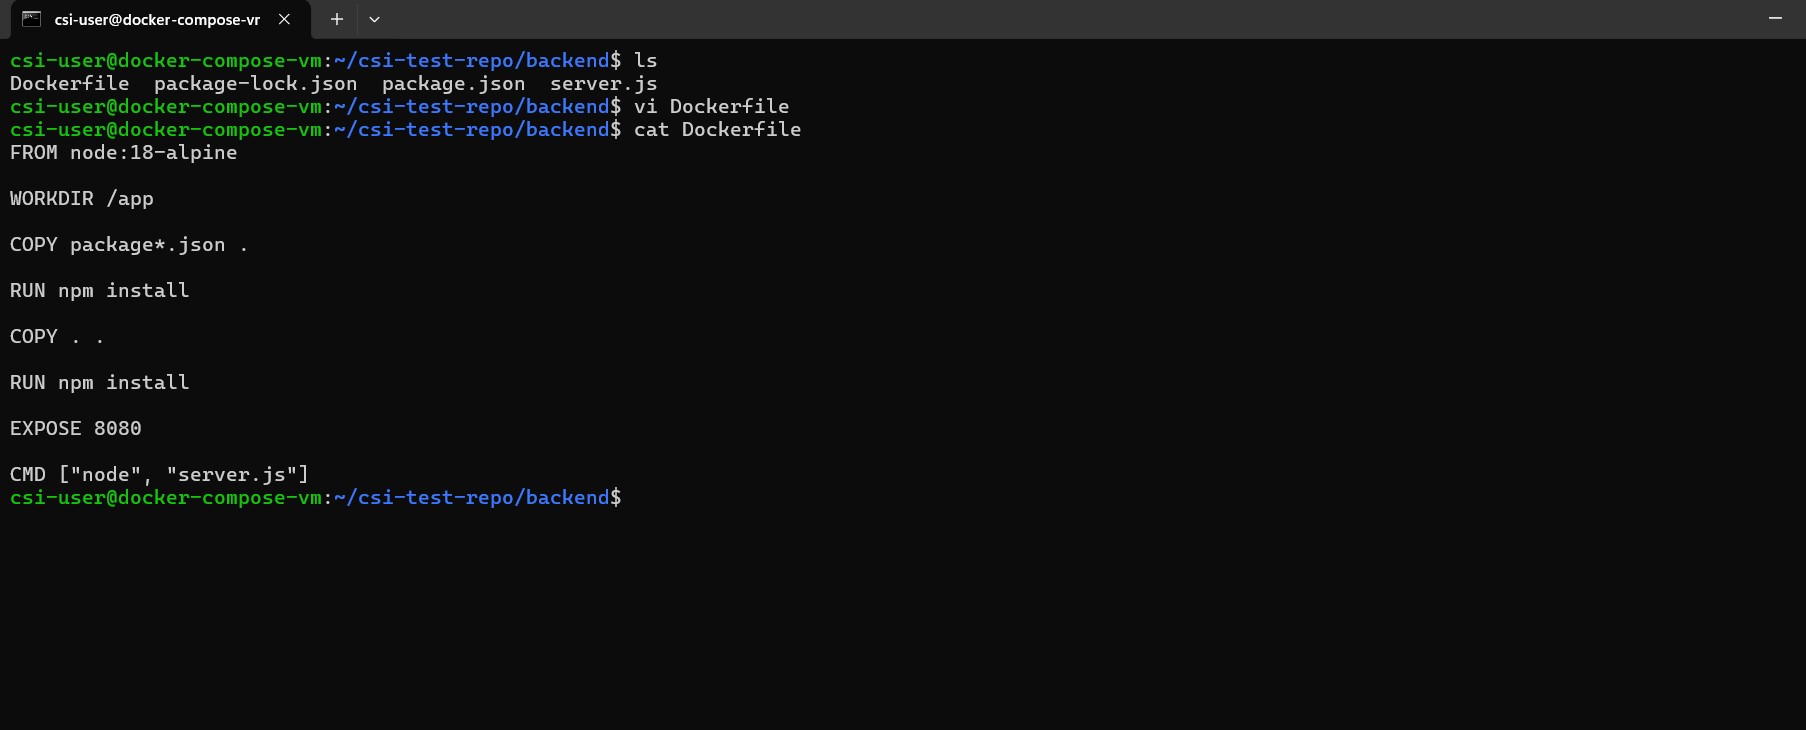 csi-user@docker-compose-vr
csi-user@docker-compose-vm:~/csi-test-repo/backend$ ls
Dockerfile  package-lock.json  package.json  server.js
csi-user@docker-compose-vm:~/csi-test-repo/backend$ vi Dockerfile
csi-user@docker-compose-vm:~/csi-test-repo/backend$ cat Dockerfile
FROM node:18-alpine
WORKDIR /app
COPY package*.json .
RUN npm install
COPY . .
RUN npm install
EXPOSE 8080
CMD ["node", "server.js"]
csi-user@docker-compose-vm:~/csi-test-repo/backend$